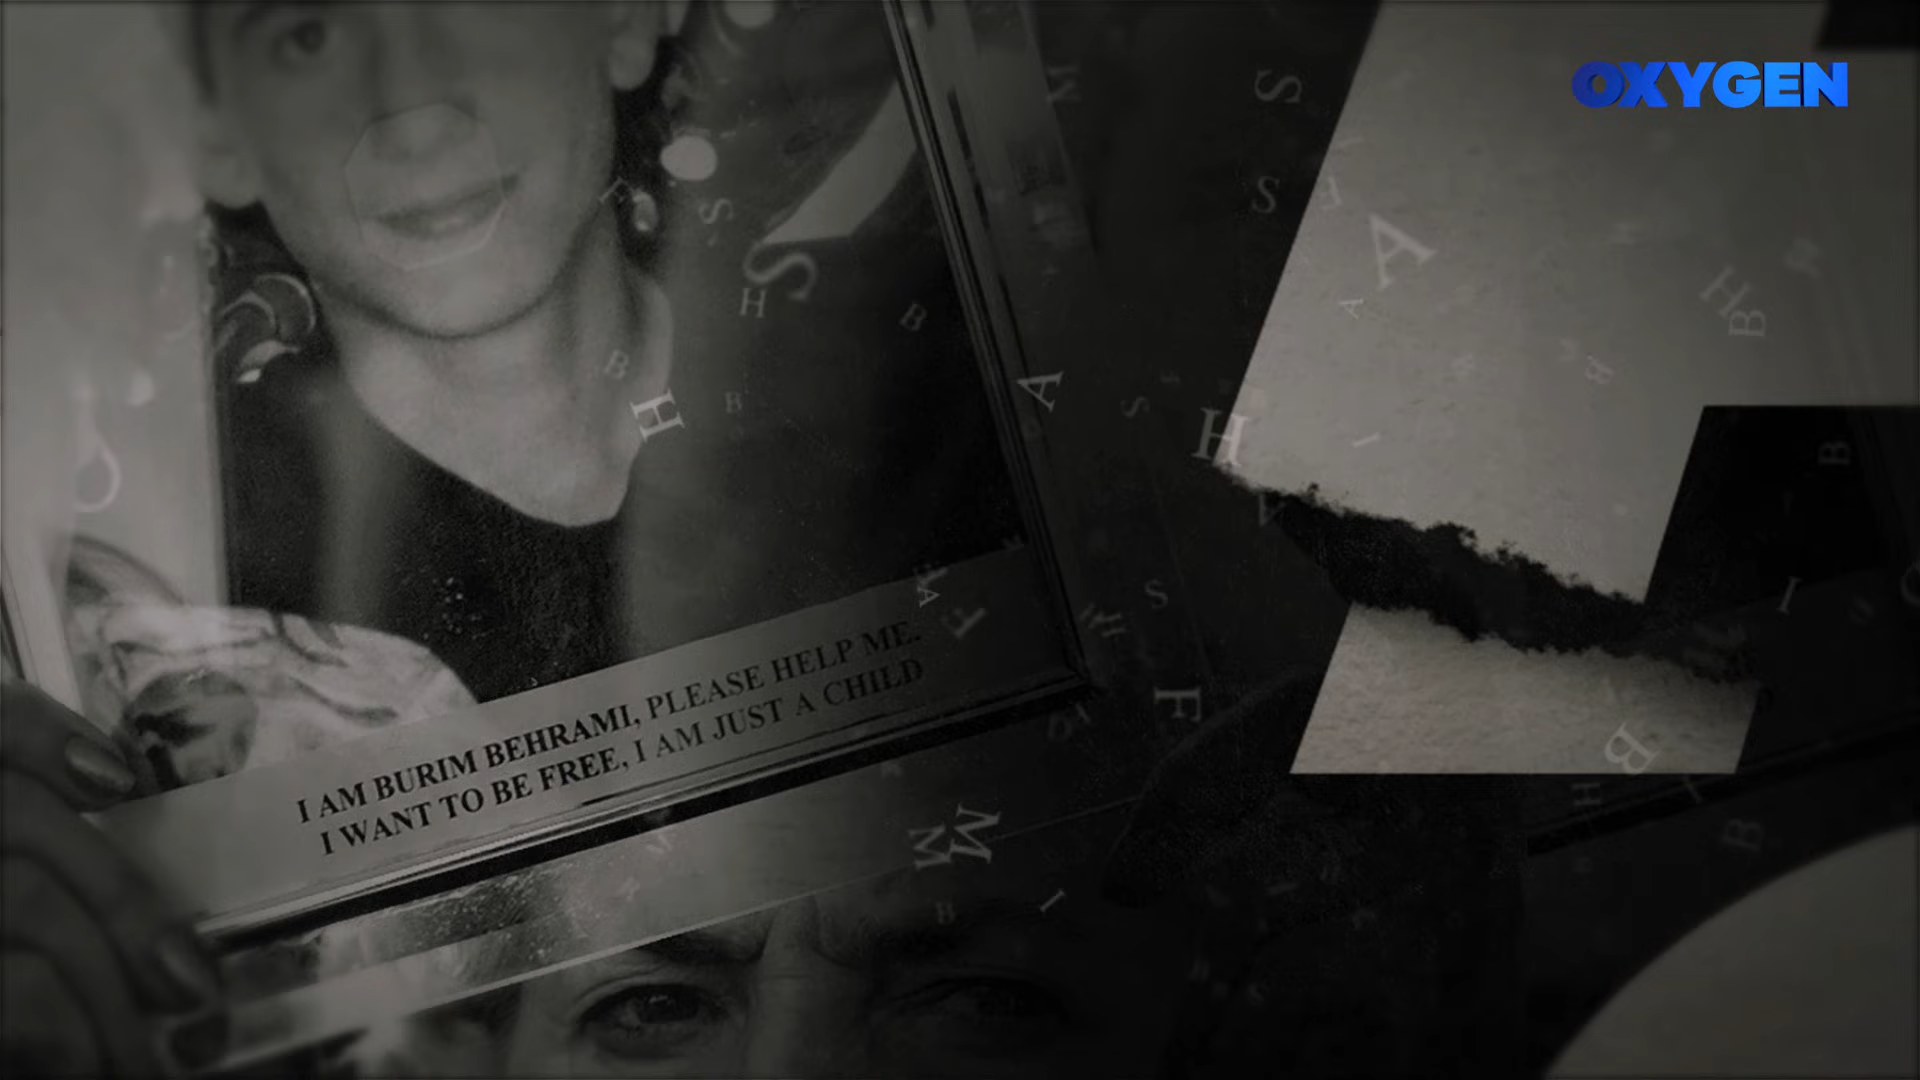 OXYGEN
I AM BURIM BEHRAMI, PLEASE HELP ME.
I WANT TO BE FREE, I AM JUST A CHILD